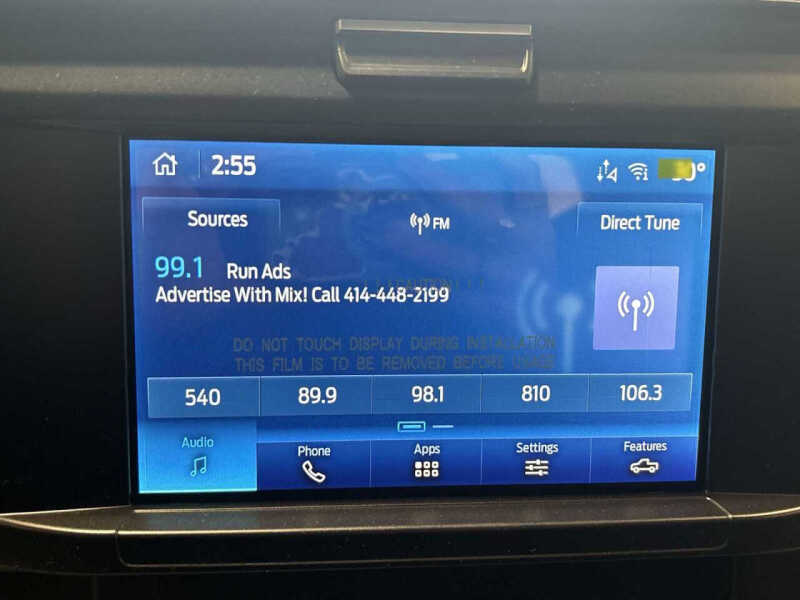 2:55
Sources
FM
Direct Tune
99.1 Run Ads
Advertise With Mix! Call 414-448-2199
DO NOT TOUCH DISPLAY DURING INSTALLATION
THIS FILM IS TO BE REMOVED BEFORE USAGE
540 89.9 98.1 810 106.3
Audio Phone Apps Settings Features